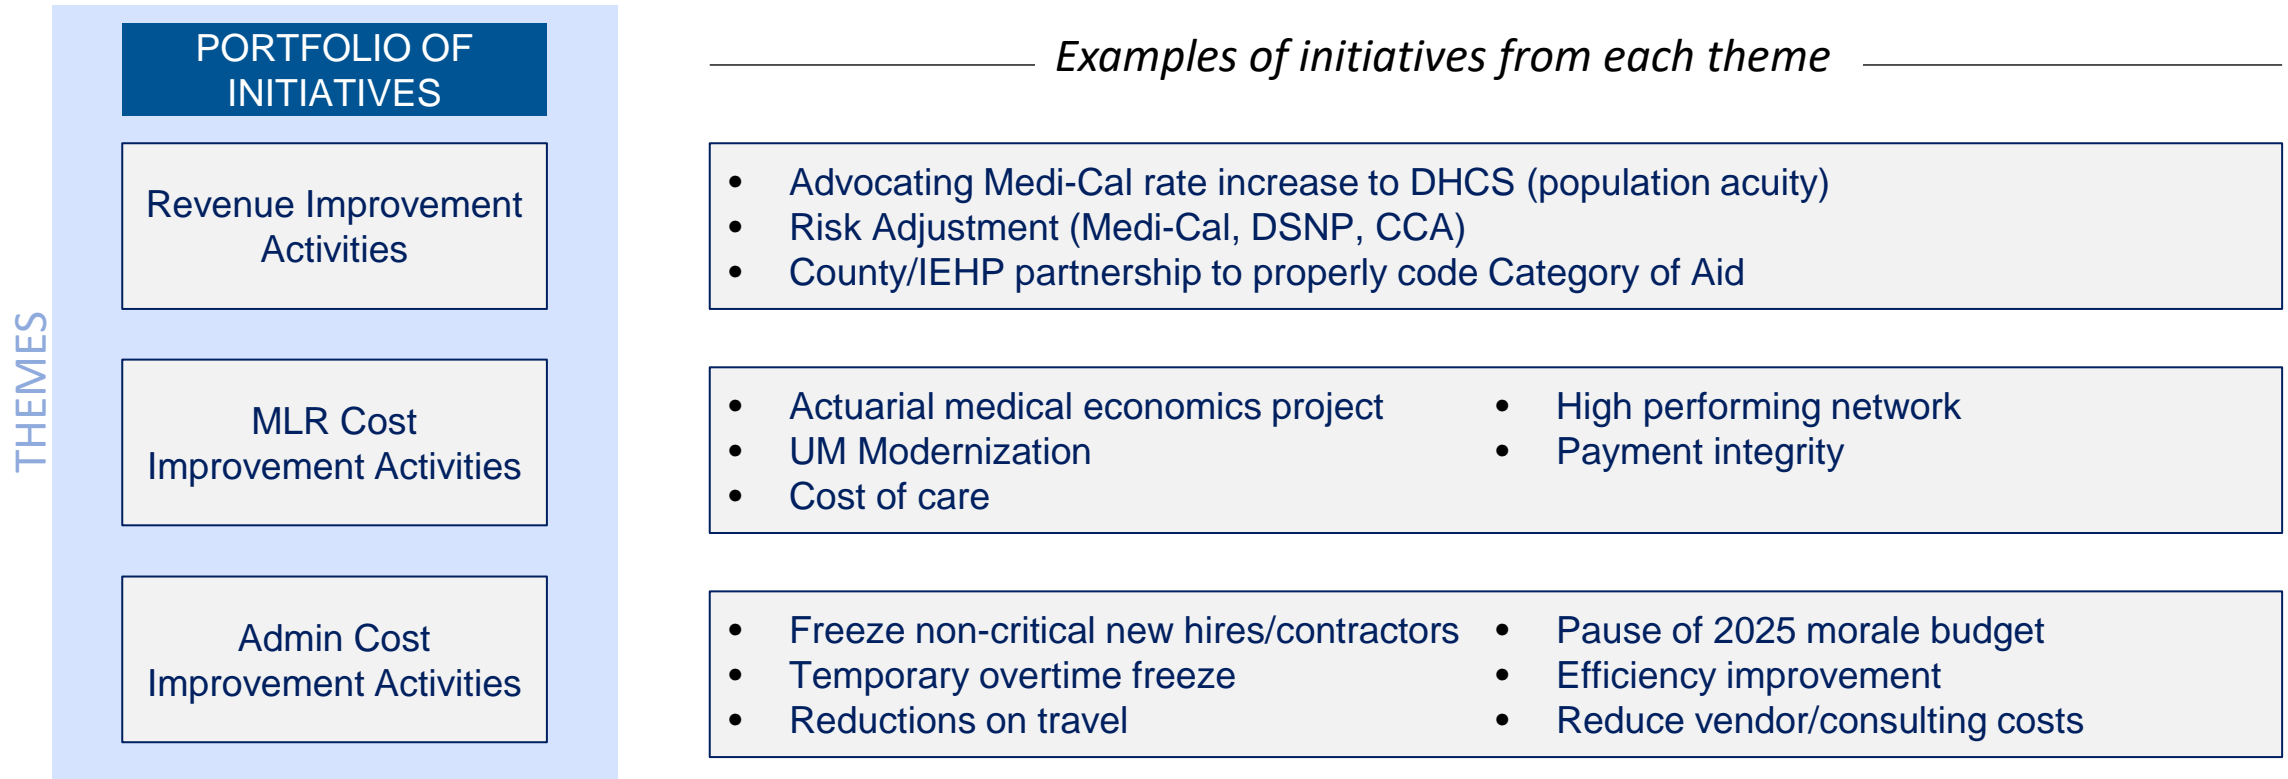 PORTFOLIO OF
INITIATIVES
Examples of initiatives from each theme
THEMES
Revenue Improvement
Activities
• Advocating Medi-Cal rate increase to DHCS (population acuity)
• Risk Adjustment (Medi-Cal, DSNP, CCA)
• County/IEHP partnership to properly code Category of Aid
MLR Cost
Improvement Activities
• Actuarial medical economics project
• UM Modernization
• Cost of care
• High performing network
• Payment integrity
Admin Cost
Improvement Activities
• Freeze non-critical new hires/contractors
• Temporary overtime freeze
• Reductions on travel
• Pause of 2025 morale budget
• Efficiency improvement
• Reduce vendor/consulting costs